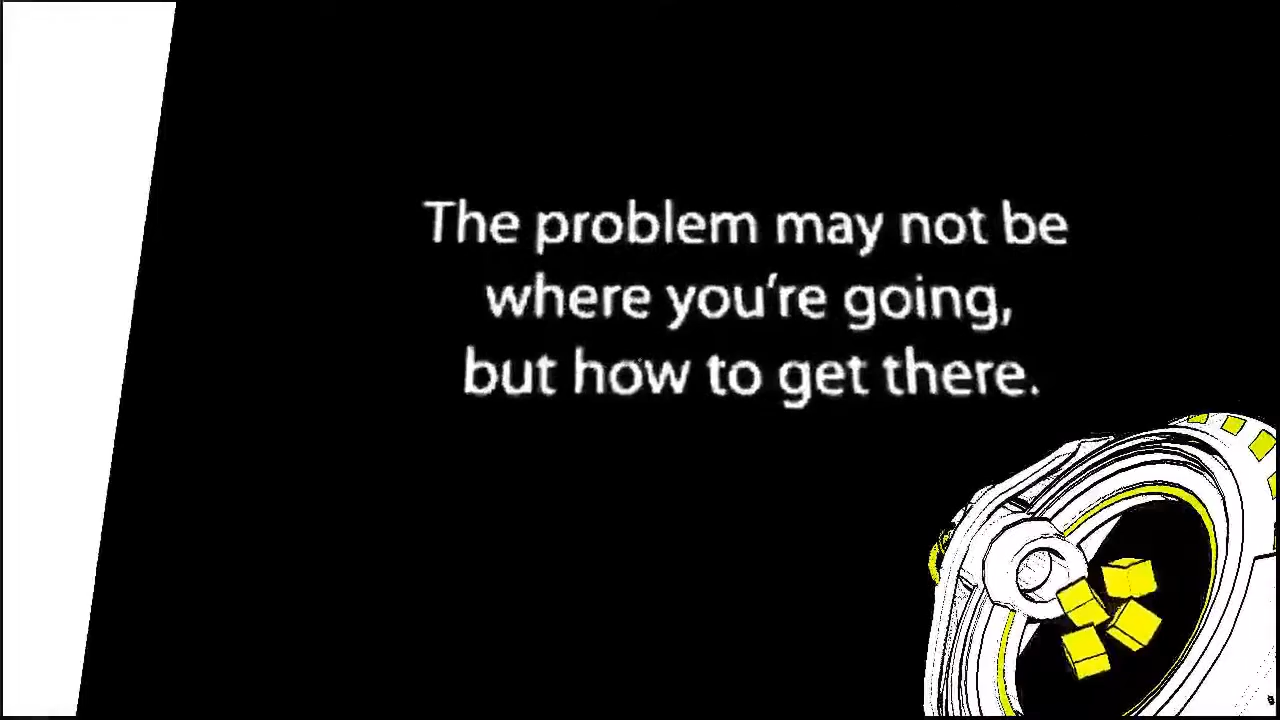 The problem may not be
where you're going,
but how to get there.